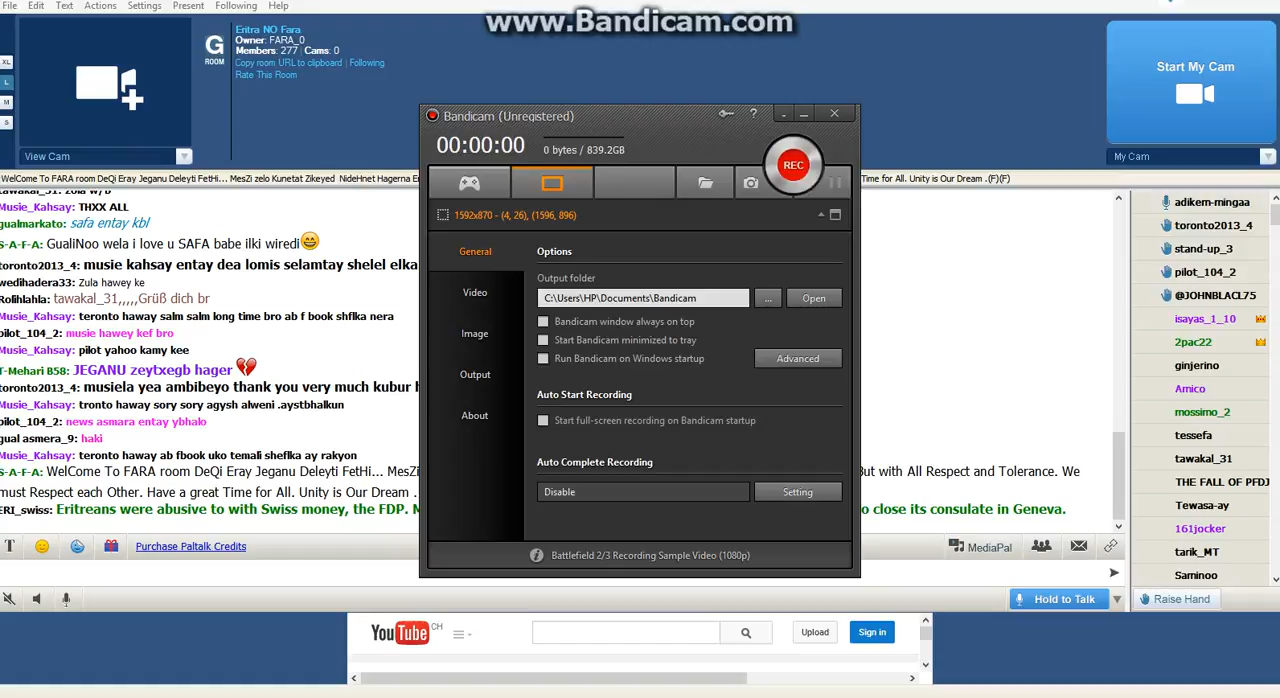 File Edit Text Actions Settings Present Following Help
www.Bandicam.com
Eritra NO Fara
Owner: FARA_0
Members: 277 Cams: 0
Copy room URL to clipboard | Following
Rate This Room
G
ROOM
XL
L
M
S
View Cam
Start My Cam
My Cam
WelCome To FARA room DeQi Eray Jeganu Deleyti FetHi... MesZi zelo Kunetat Zikeyed NideHnet Hagerna Er
Time for All. Unity is Our Dream .(F)(F)
tawakal_31: zula w/b
Musie_Kahsay: THXX ALL
gualmarkato: safa entay kbl
S-A-F-A: GualiNoo wela i love u SAFA babe ilki wiredi
toronto2013_4: musie kahsay entay dea lomis selamtay shelel elka
wedihadera33: Zula hawey ke
Rolihlahla: tawakal_31,,,,,Grüß dich br
Musie_Kahsay: teronto haway salm salm long time bro ab f book shflka nera
pilot_104_2: music hawey kef bro
Musie_Kahsay: pilot yahoo kamy kee
T-Mehari B58: JEGANU zeytxegb hager
toronto2013_4: musiela yea ambibeyo thank you very much kubur h
Musie_Kahsay: tronto haway sory sory agysh alweni .aystbhalkun
pilot_104_2: news asmara entay ybhalo
gual asmera_9: haki
Musie_Kahsay: teronto haway ab fbook uko temali sheflka ay rakyon
S-A-F-A: WelCome To FARA room DeQi Eray Jeganu Deleyti FetHi... MesZi
But with All Respect and Tolerance. We
must Respect each Other. Have a great Time for All. Unity is Our Dream .
ERI_swiss: Eritreans were abusive to with Swiss money, the FDP. M
o close its consulate in Geneva.
Bandicam (Unregistered)
?
00:00:00
0 bytes / 839.2GB
REC
1592x870 - (4, 26), (1596, 896)
General
Video
Image
Output
About
Options
Output folder
C:\Users\HP\Documents\Bandicam
...
Open
Bandicam window always on top
Start Bandicam minimized to tray
Run Bandicam on Windows startup
Advanced
Auto Start Recording
Start full-screen recording on Bandicam startup
Auto Complete Recording
Disable
Setting
Battlefield 2/3 Recording Sample Video (1080p)
adikem-mingaa
toronto2013_4
stand-up_3
pilot_104_2
@JOHNBLACL75
isayas_1_10
2pac22
ginjerino
Amico
mossimo_2
tessefa
tawakal_31
THE FALL OF PFDJ
Tewasa-ay
161jocker
tarik_MT
Saminoo
T
Purchase Paltalk Credits
MediaPal
Hold to Talk
Raise Hand
YouTube CH
Upload
Sign in